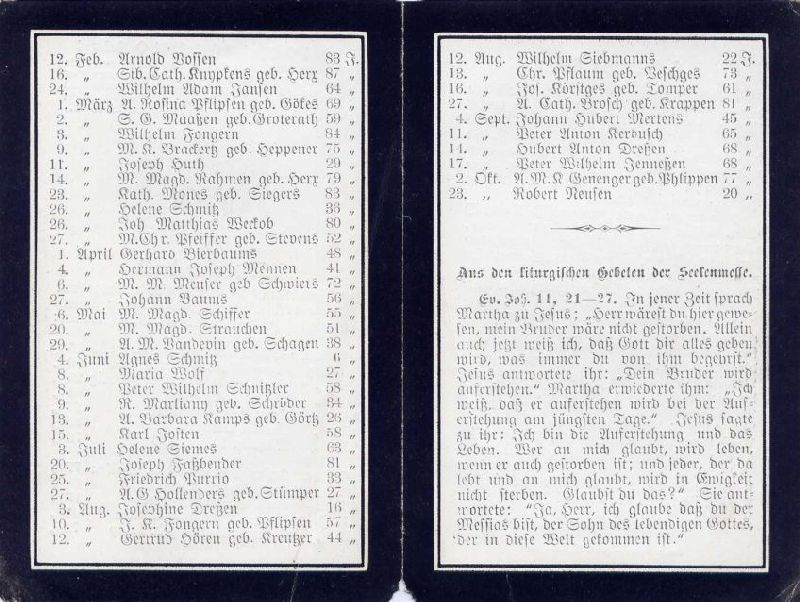 12. Feb. Arnold Vossen 83 J.
16. „ Sib. Cath. Knypkens geb. Herx 87 „
24. „ Wilhelm Adam Jansen 64 „
1. März A. Rosina Pflipsen geb. Gökes 69 „
2. „ S. G. Maaßen geb. Groterath 59 „
3. „ Wilhelm Fongern 84 „
9. „ M. K. Brackertz geb. Heppener 75 „
11. „ Joseph Huth 29 „
14. „ M. Magd. Rahmen geb. Herx 79 „
23. „ Kath. Mones geb. Siegers 83 „
26. „ Helene Schmitz 33 „
26. „ Joh Matthias Weckob 80 „
27. „ M. Chr. Pfeiffer geb. Stevens 52 „
1. April Gerhard Bierbaums 48 „
4. „ Hermann Joseph Mennen 41 „
6. „ M. M. Meuser geb Schwiers 72 „
27. „ Johann Baums 56 „
6. Mai M. Magd. Schiffer 55 „
20. „ M. Magd. Strauchen 51 „
29. „ A. M. Vandevin geb. Schagen 38 „
4. Juni Agnes Schmitz 6 „
8. „ Maria Wolf 27 „
8. „ Peter Wilhelm Schnitzler 58 „
9. „ R. Marliany geb. Schröder 34 „
13. „ A. Barbara Kamps geb. Görtz 26 „
15. „ Karl Josten 58 „
3. Juli Helene Siemes 63 „
20. „ Joseph Faßbender 81 „
25. „ Friedrich Purrio 33 „
27. „ A. G Hollenders geb. Stümper 27 „
3. Aug. Josephine Dreßen 16 „
10. „ J. K. Fongern geb. Pflipsen 57 „
12. „ Gertrud Hören geb. Kreutzer 44 „
12. Aug. Wilhelm Siebmanns 22 J.
13. „ Chr. Pflaum geb. Veschges 73 „
16. „ Jos. Körstges geb. Tomper 61 „
27. „ A. Cath. Brosch geb. Krappen 81 „
4. Sept. Johann Hubert Mertens 45 „
11. „ Peter Anton Kerbusch 65 „
14. „ Hubert Anton Dreßen 68 „
17. „ Peter Wilhelm Jenneßen 68 „
2. Okt. A. M. K Genenger geb. Phlippen 77 „
23. „ Robert Neusen 20 „
Aus den liturgischen Gebeten der Seelenmesse.
Ev. Joh. 11, 21—27. In jener Zeit sprach
Martha zu Jesus: „Herr wärest du hier gewe-
sen, mein Bruder wäre nicht gestorben. Allein
auch jetzt weiß ich, daß Gott dir alles geben
wird, was immer du von ihm begehrst.“
Jesus antwortete ihr: „Dein Bruder wird
auferstehen.“ Martha erwiederte ihm: „Ich
weiß, daß er auferstehen wird bei der Auf-
erstehung am jüngsten Tage.“ Jesus sagte
zu ihr: Ich bin die Auferstehung und das
Leben. Wer an mich glaubt, wird leben,
wenn er auch gestorben ist; und jeder, der da
lebt und an mich glaubt, wird in Ewigkeit
nicht sterben. Glaubst du das?“ Sie ant-
wortete: „Ja, Herr, ich glaube daß du der
Messias bist, der Sohn des lebendigen Gottes,
der in diese Welt gekommen ist.“